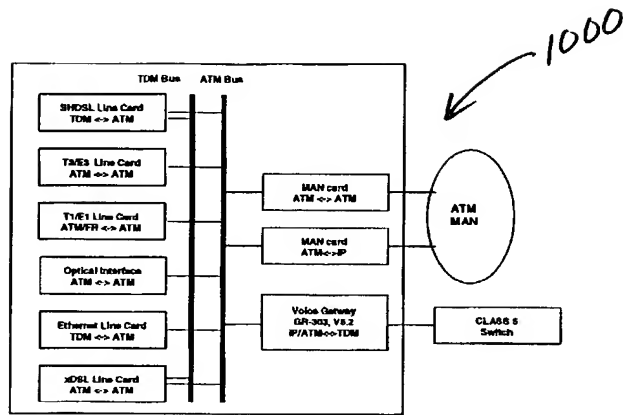 1000
TDM Bus ATM Bus
SHDSL Line Card
TDM <-> ATM
T3/E3 Line Card
ATM <-> ATM
T1/E1 Line Card
ATM/FR <-> ATM
Optical Interface
ATM <-> ATM
Ethernet Line Card
TDM <-> ATM
xDSL Line Card
ATM <-> ATM
MAN card
ATM <-> ATM
MAN card
ATM<->IP
Voice Gatway
GR-303, V5.2
IP/ATM<->TDM
ATM
MAN
CLASS 5
Switch